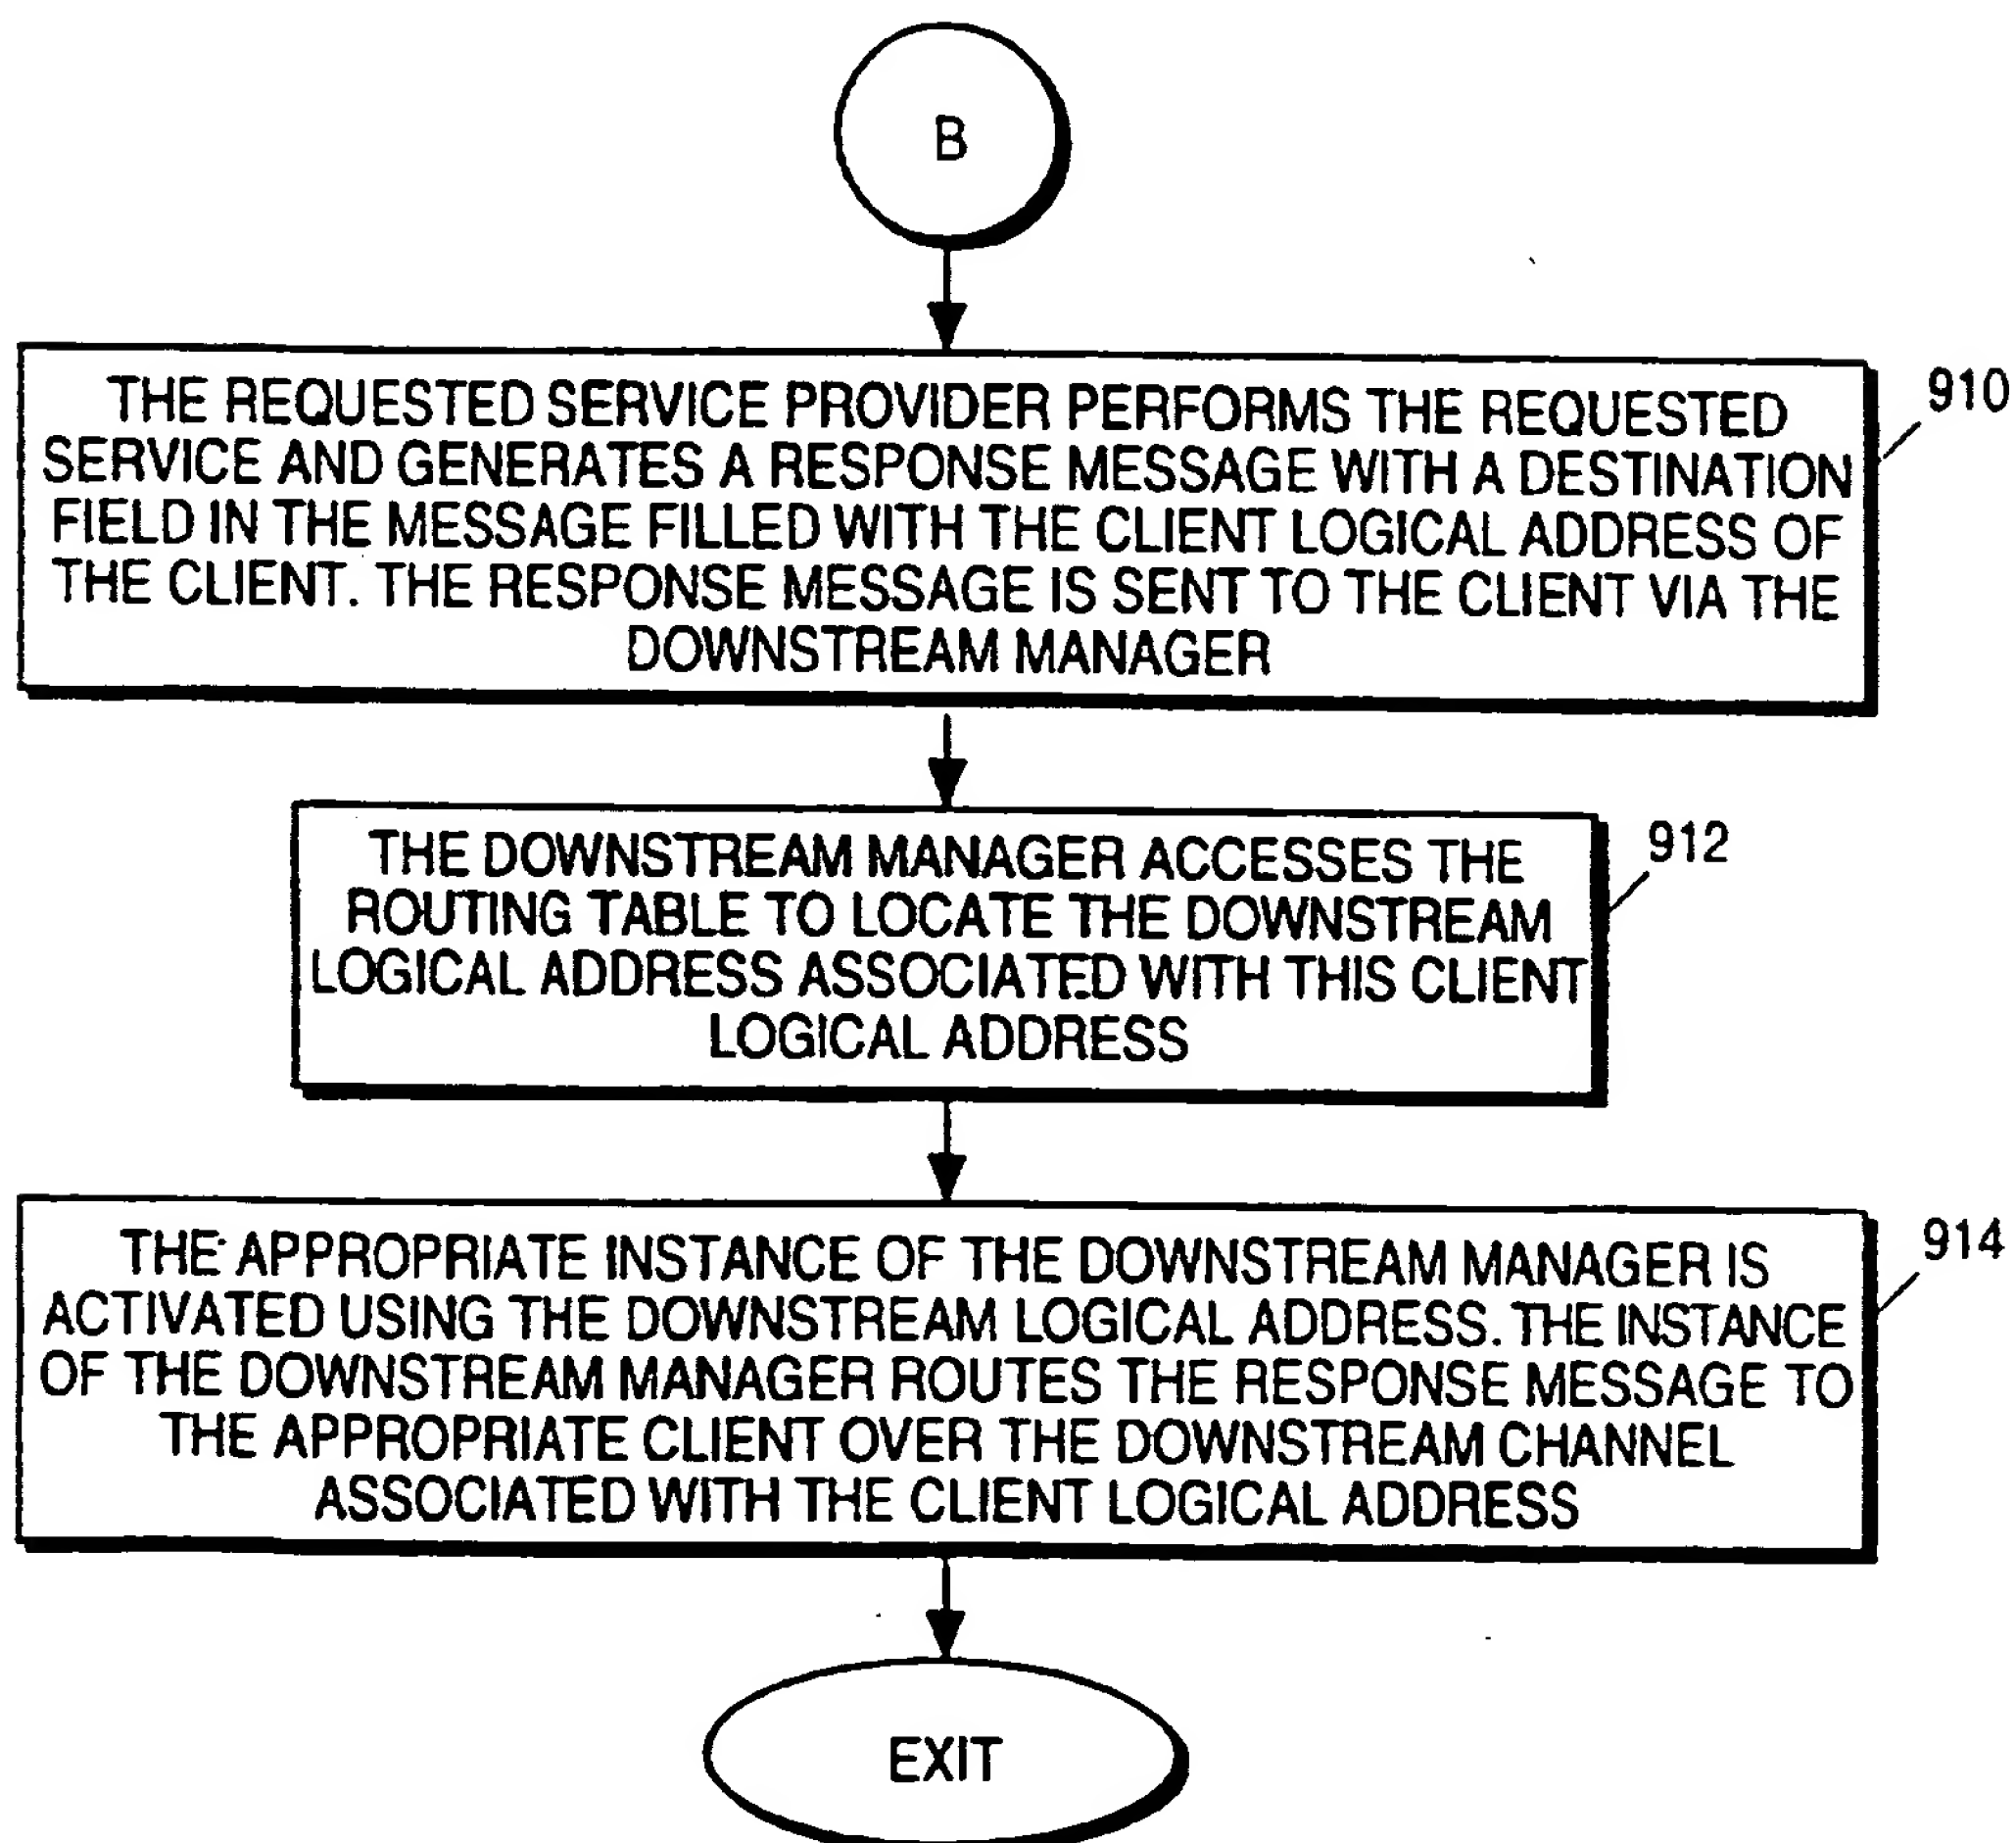 B
910
THE REQUESTED SERVICE PROVIDER PERFORMS THE REQUESTED
SERVICE AND GENERATES A RESPONSE MESSAGE WITH A DESTINATION
FIELD IN THE MESSAGE FILLED WITH THE CLIENT LOGICAL ADDRESS OF
THE CLIENT. THE RESPONSE MESSAGE IS SENT TO THE CLIENT VIA THE
DOWNSTREAM MANAGER
912
THE DOWNSTREAM MANAGER ACCESSES THE
ROUTING TABLE TO LOCATE THE DOWNSTREAM
LOGICAL ADDRESS ASSOCIATED WITH THIS CLIENT
LOGICAL ADDRESS
914
THE APPROPRIATE INSTANCE OF THE DOWNSTREAM MANAGER IS
ACTIVATED USING THE DOWNSTREAM LOGICAL ADDRESS. THE INSTANCE
OF THE DOWNSTREAM MANAGER ROUTES THE RESPONSE MESSAGE TO
THE APPROPRIATE CLIENT OVER THE DOWNSTREAM CHANNEL
ASSOCIATED WITH THE CLIENT LOGICAL ADDRESS
EXIT